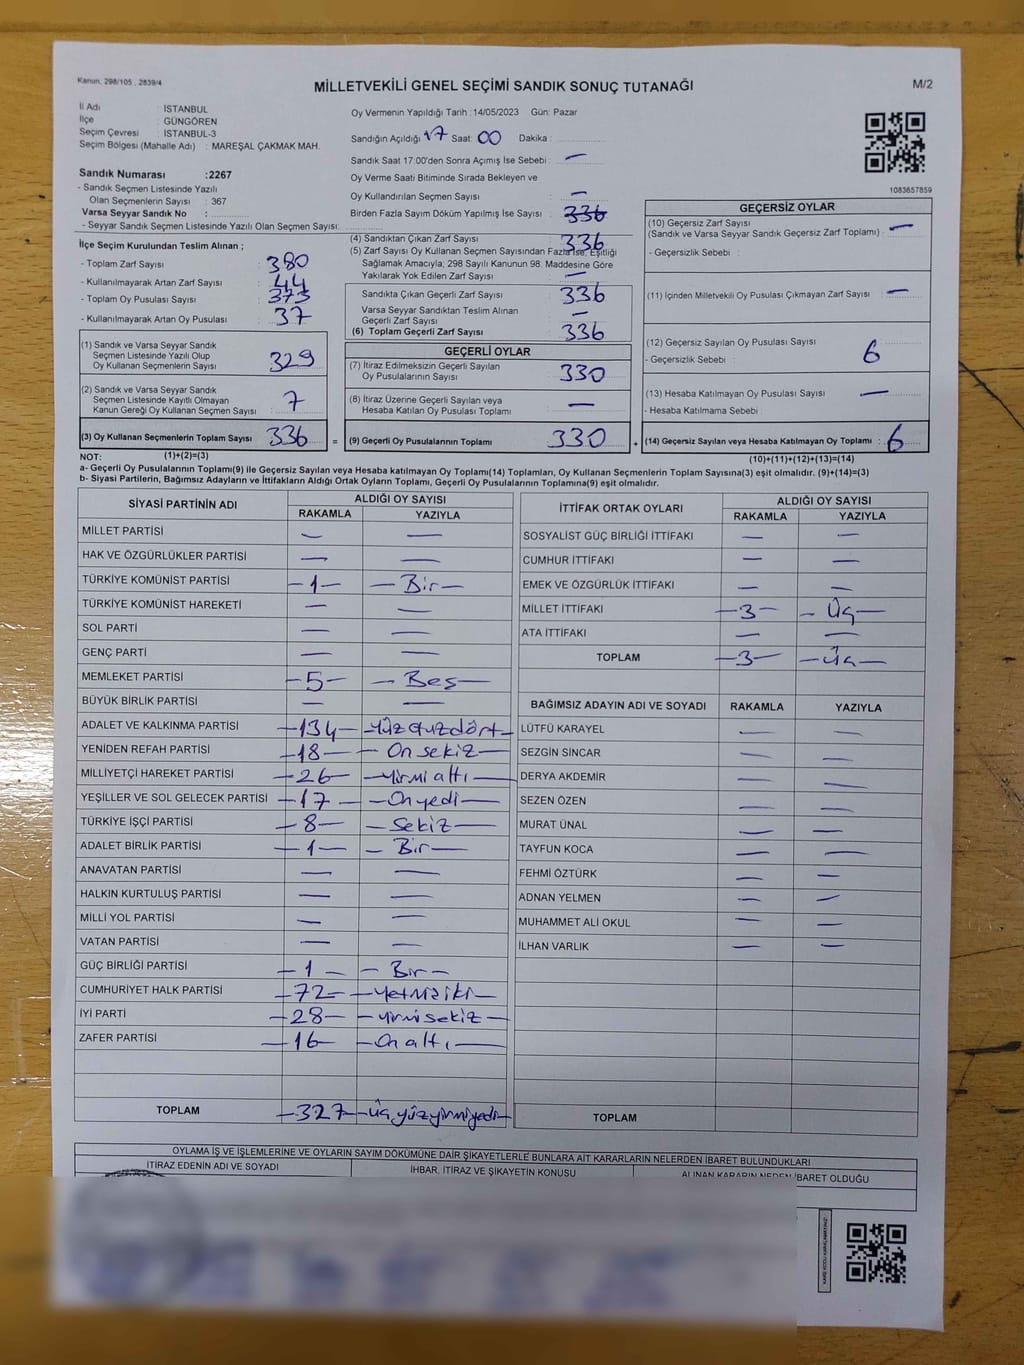 Kanun, 298/105 , 2839/4
MİLLETVEKİLİ GENEL SEÇİMİ SANDIK SONUÇ TUTANAĞI
M/2
İl Adı : İSTANBUL
İlçe : GÜNGÖREN
Seçim Çevresi : İSTANBUL-3
Seçim Bölgesi (Mahalle Adı) : MAREŞAL ÇAKMAK MAH.
Oy Vermenin Yapıldığı Tarih :14/05/2023 Gün: Pazar
Sandığın Açıldığı 17 Saat: 00 Dakika :
Sandık Saat 17:00'den Sonra Açımış İse Sebebi : —
Oy Verme Saati Bitiminde Sırada Bekleyen ve
Oy Kullandırılan Seçmen Sayısı : —
Birden Fazla Sayım Döküm Yapılmış İse Sayısı : 336
1083657859
Sandık Numarası :2267
- Sandık Seçmen Listesinde Yazılı
Olan Seçmenlerin Sayısı : 367
Varsa Seyyar Sandık No :
- Seyyar Sandık Seçmen Listesinde Yazılı Olan Seçmen Sayısı:
İlçe Seçim Kurulundan Teslim Alınan ;
- Toplam Zarf Sayısı : 380
- Kullanılmayarak Artan Zarf Sayısı : 44
- Toplam Oy Pusulası Sayısı : 373
- Kullanılmayarak Artan Oy Pusulası : 37
(1) Sandık ve Varsa Seyyar Sandık
Seçmen Listesinde Yazılı Olup
Oy Kullanan Seçmenlerin Sayısı : 329
(2) Sandık ve Varsa Seyyar Sandık
Seçmen Listesinde Kayıtlı Olmayan
Kanun Gereği Oy Kullanan Seçmen Sayısı : 7
(3) Oy Kullanan Seçmenlerin Toplam Sayısı : 336
(4) Sandıktan Çıkan Zarf Sayısı : 336
(5) Zarf Sayısı Oy Kullanan Seçmen Sayısından Fazla İse, Eşitliği
Sağlamak Amacıyla, 298 Sayılı Kanunun 98. Maddesine Göre
Yakılarak Yok Edilen Zarf Sayısı : —
Sandıkta Çıkan Geçerli Zarf Sayısı : 336
Varsa Seyyar Sandıktan Teslim Alınan
Geçerli Zarf Sayısı : —
(6) Toplam Geçerli Zarf Sayısı : 336
GEÇERLİ OYLAR
(7) İtiraz Edilmeksizin Geçerli Sayılan
Oy Pusulalarının Sayısı : 330
(8) İtiraz Üzerine Geçerli Sayılan veya
Hesaba Katılan Oy Pusulası Toplamı : —
= (9) Geçerli Oy Pusulalarının Toplamı : 330
GEÇERSİZ OYLAR
(10) Geçersiz Zarf Sayısı
(Sandık ve Varsa Seyyar Sandık Geçersiz Zarf Toplamı) : —
- Geçersizlik Sebebi :
(11) İçinden Milletvekili Oy Pusulası Çıkmayan Zarf Sayısı : —
(12) Geçersiz Sayılan Oy Pusulası Sayısı : 6
- Geçersizlik Sebebi :
(13) Hesaba Katılmayan Oy Pusulası Sayısı : —
- Hesaba Katılmama Sebebi :
+ (14) Geçersiz Sayılan veya Hesaba Katılmayan Oy Toplamı : 6
NOT: (1)+(2)=(3)
(10)+(11)+(12)+(13)=(14)
a- Geçerli Oy Pusulalarının Toplamı(9) ile Geçersiz Sayılan veya Hesaba katılmayan Oy Toplamı(14) Toplamları, Oy Kullanan Seçmenlerin Toplam Sayısına(3) eşit olmalıdır. (9)+(14)=(3)
b- Siyasi Partilerin, Bağımsız Adayların ve İttifakların Aldığı Ortak Oyların Toplamı, Geçerli Oy Pusulalarının Toplamına(9) eşit olmalıdır.
SİYASİ PARTİNİN ADI ALDIĞI OY SAYISI
RAKAMLA YAZIYLA
MİLLET PARTİSİ — —
HAK VE ÖZGÜRLÜKLER PARTİSİ — —
TÜRKİYE KOMÜNİST PARTİSİ —1— —Bir—
TÜRKİYE KOMÜNİST HAREKETİ — —
SOL PARTİ — —
GENÇ PARTİ — —
MEMLEKET PARTİSİ —5— —Beş—
BÜYÜK BİRLİK PARTİSİ — —
ADALET VE KALKINMA PARTİSİ —134— —Yüzotuzdört—
YENİDEN REFAH PARTİSİ —18— —On sekiz—
MİLLİYETÇİ HAREKET PARTİSİ —26— —Yirmi altı—
YEŞİLLER VE SOL GELECEK PARTİSİ —17— —Onyedi—
TÜRKİYE İŞÇİ PARTİSİ —8— —Sekiz—
ADALET BİRLİK PARTİSİ —1— —Bir—
ANAVATAN PARTİSİ — —
HALKIN KURTULUŞ PARTİSİ — —
MİLLİ YOL PARTİSİ — —
VATAN PARTİSİ — —
GÜÇ BİRLİĞİ PARTİSİ —1— —Bir—
CUMHURİYET HALK PARTİSİ —72— —Yetmişiki—
İYİ PARTİ —28— —Yirmisekiz—
ZAFER PARTİSİ —16— —On altı—
TOPLAM —327— —üçyüzyirmiyedi—
İTTİFAK ORTAK OYLARI ALDIĞI OY SAYISI
RAKAMLA YAZIYLA
SOSYALİST GÜÇ BİRLİĞİ İTTİFAKI — —
CUMHUR İTTİFAKI — —
EMEK VE ÖZGÜRLÜK İTTİFAKI — —
MİLLET İTTİFAKI —3— —Üç—
ATA İTTİFAKI — —
TOPLAM —3— —Üç—
BAĞIMSIZ ADAYIN ADI VE SOYADI RAKAMLA YAZIYLA
LÜTFÜ KARAYEL — —
SEZGİN SİNCAR — —
DERYA AKDEMİR — —
SEZEN ÖZEN — —
MURAT ÜNAL — —
TAYFUN KOCA — —
FEHMİ ÖZTÜRK — —
ADNAN YELMEN — —
MUHAMMET ALİ OKUL — —
İLHAN VARLIK — —
TOPLAM
OYLAMA İŞ VE İŞLEMLERİNE VE OYLARIN SAYIM DÖKÜMÜNE DAİR ŞİKAYETLERLE BUNLARA AİT KARARLARIN NELERDEN İBARET BULUNDUKLARI
İTİRAZ EDENİN ADI VE SOYADI
İHBAR, İTİRAZ VE ŞİKAYETİN KONUSU
ALINAN KARARIN NEDEN İBARET OLDUĞU